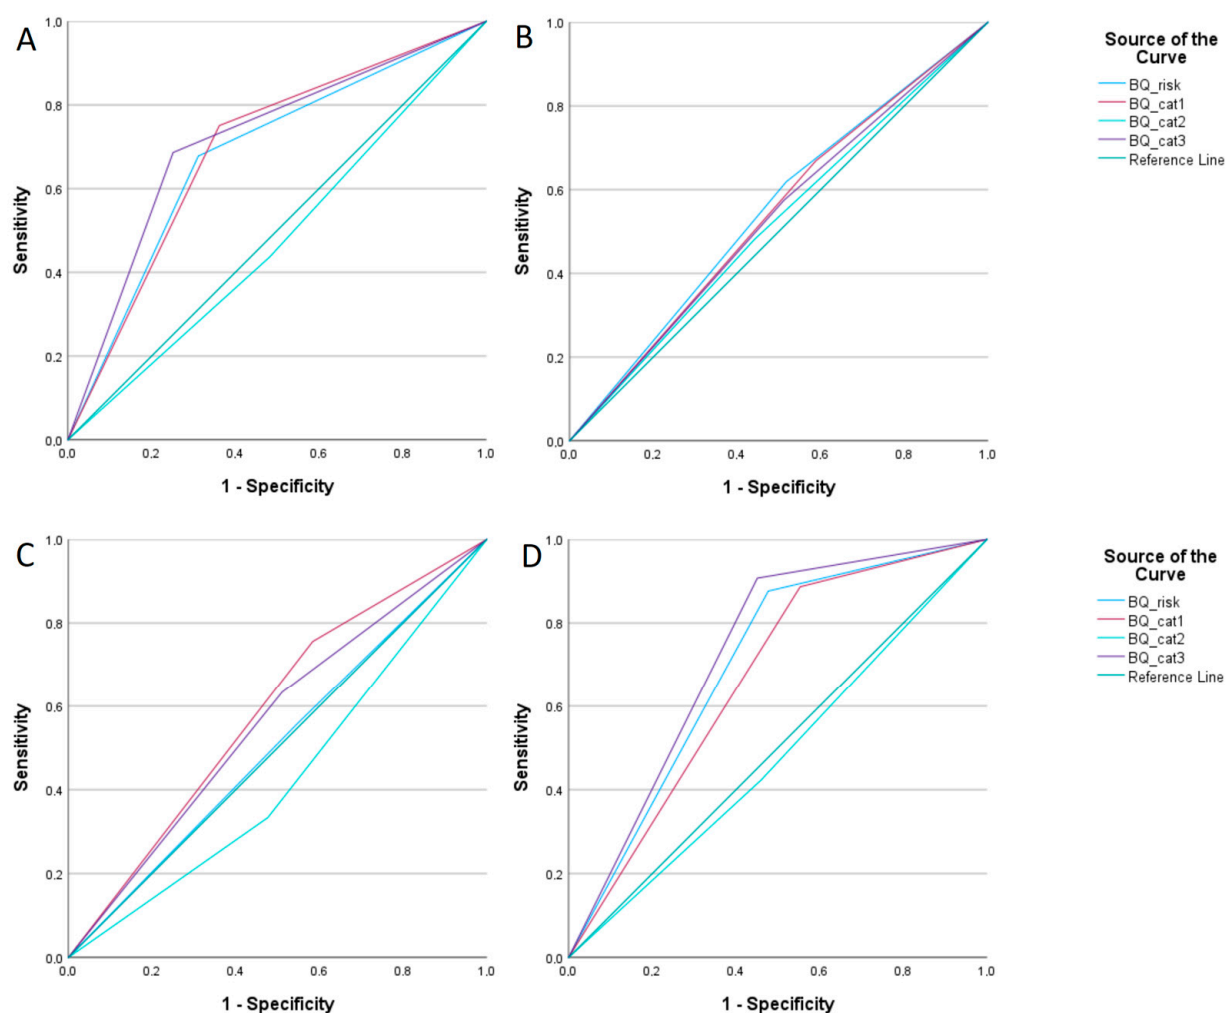 A
1.0
0.8
0.6
0.4
0.2
0.0
Sensitivity
0.0 0.2 0.4 0.6 0.8 1.0
1 - Specificity
B
1.0
0.8
0.6
0.4
0.2
0.0
Sensitivity
0.0 0.2 0.4 0.6 0.8 1.0
1 - Specificity
Source of the
Curve
BQ_risk
BQ_cat1
BQ_cat2
BQ_cat3
Reference Line
C
1.0
0.8
0.6
0.4
0.2
0.0
Sensitivity
0.0 0.2 0.4 0.6 0.8 1.0
1 - Specificity
D
1.0
0.8
0.6
0.4
0.2
0.0
Sensitivity
0.0 0.2 0.4 0.6 0.8 1.0
1 - Specificity
Source of the
Curve
BQ_risk
BQ_cat1
BQ_cat2
BQ_cat3
Reference Line